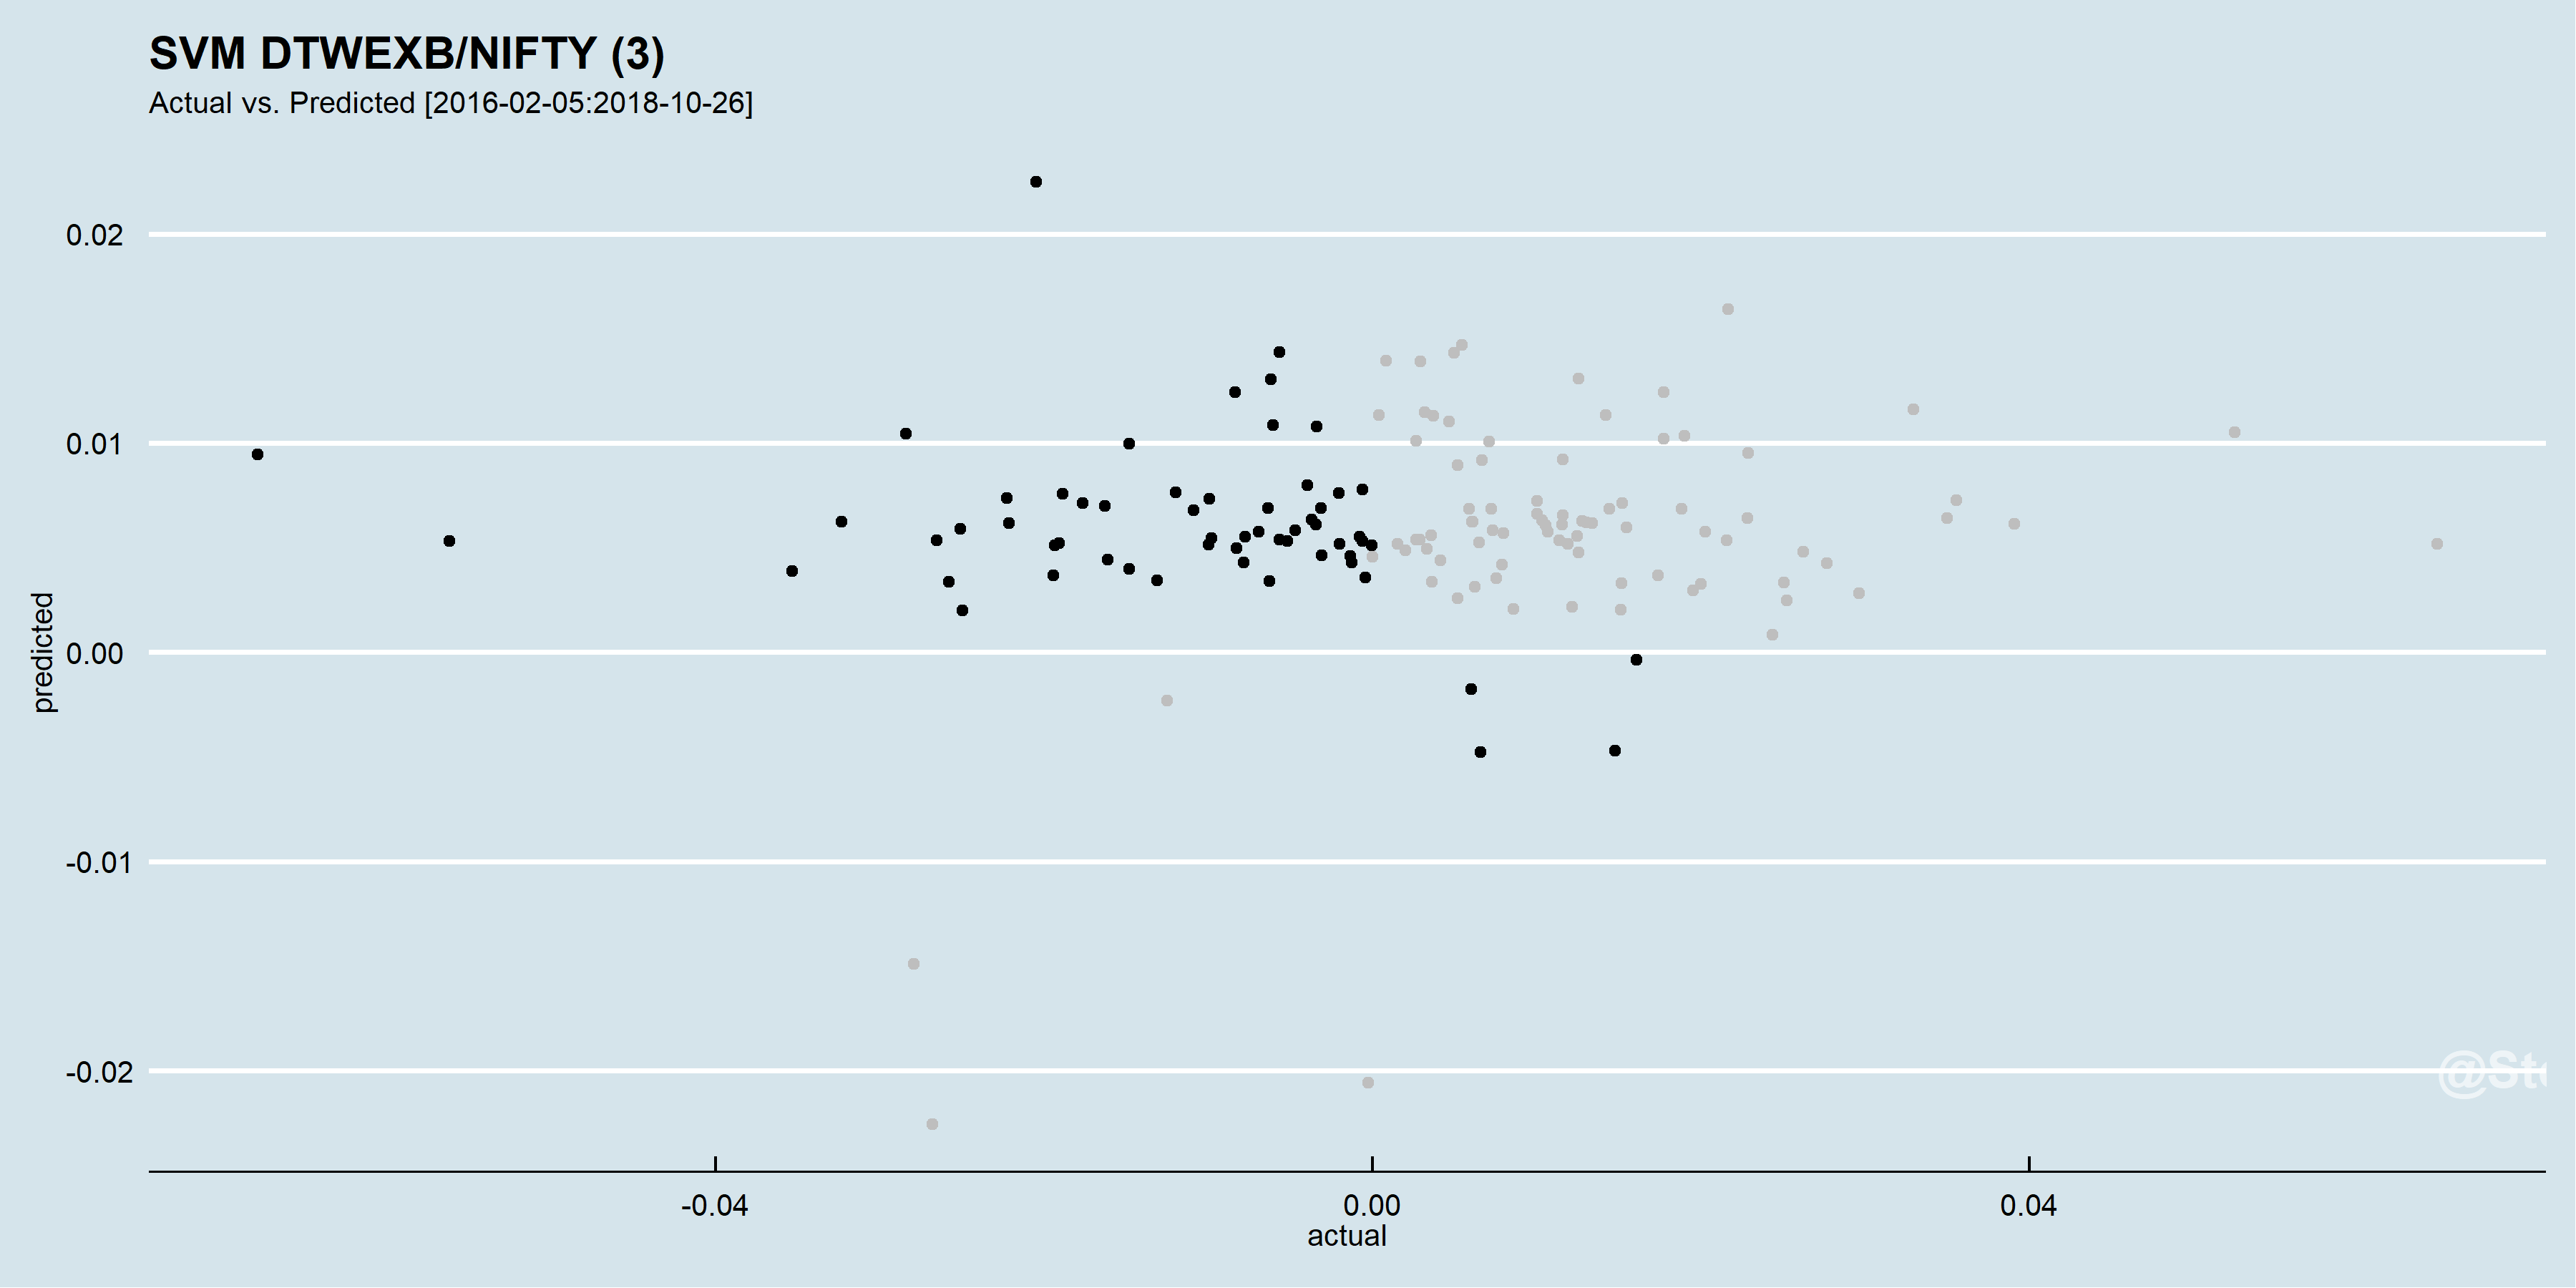 SVM DTWEXB/NIFTY (3)
Actual vs. Predicted [2016-02-05:2018-10-26]
0.02
0.01
0.00
-0.01
-0.02
predicted
-0.04
0.00
0.04
actual